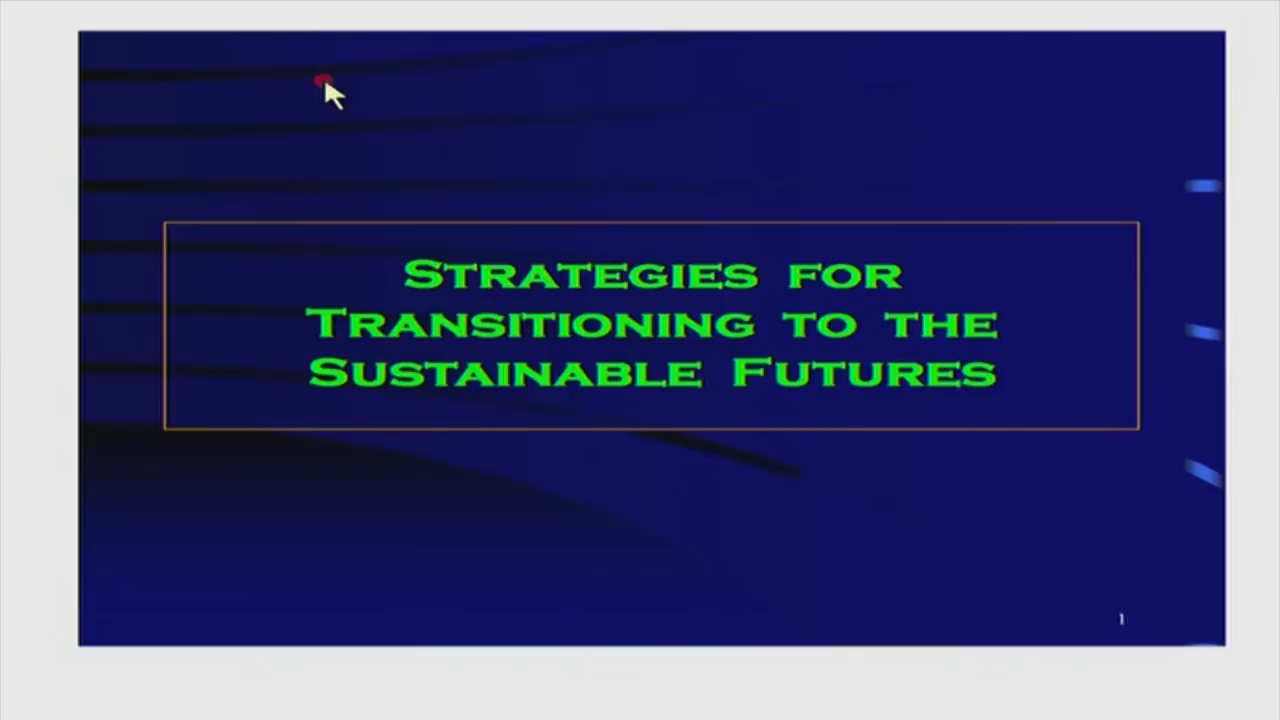 Strategies for
Transitioning to the
Sustainable Futures
1